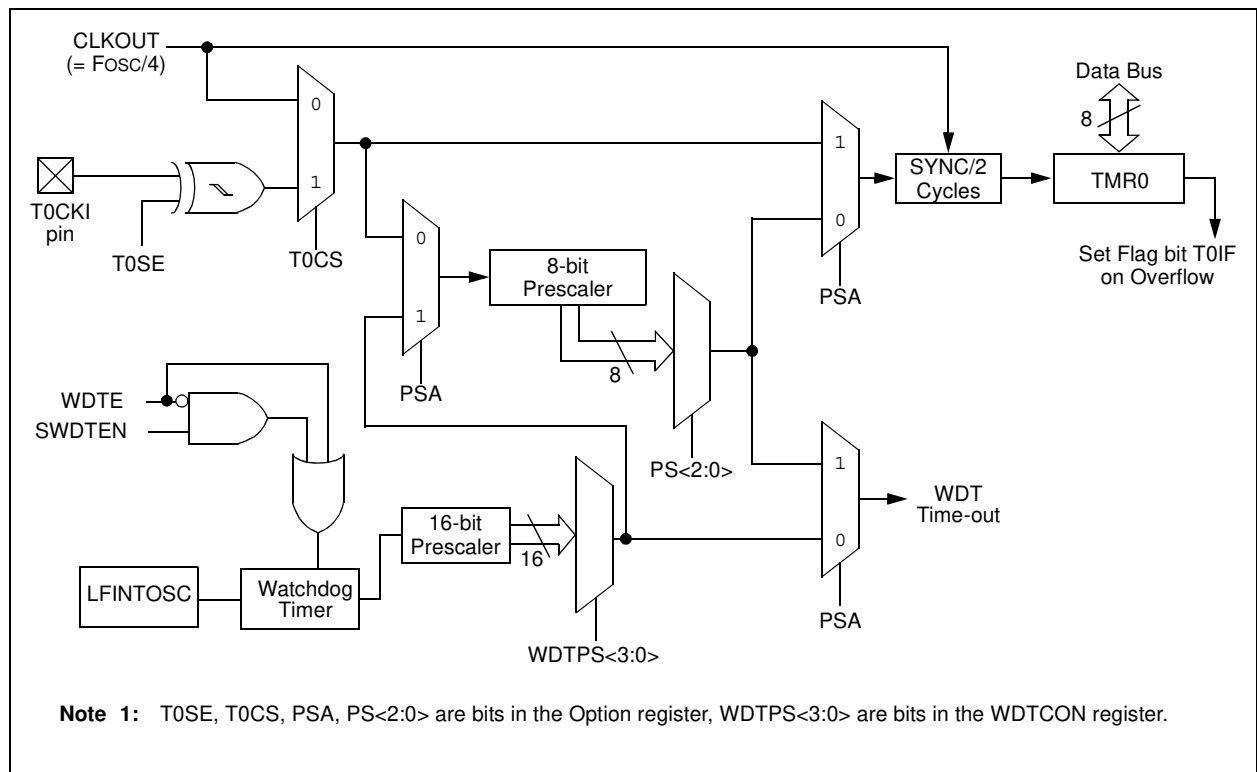 CLKOUT
(= FOSC/4)
Data Bus
8
0
1
1
0
SYNC/2
Cycles
TMR0
T0CKI
pin
T0SE
T0CS
0
1
8-bit
Prescaler
PSA
Set Flag bit T0IF
on Overflow
8
PSA
WDTE
SWDTEN
PS<2:0>
1
0
WDT
Time-out
16-bit
Prescaler
16
LFINTOSC
Watchdog
Timer
PSA
WDTPS<3:0>
Note 1: T0SE, T0CS, PSA, PS<2:0> are bits in the Option register, WDTPS<3:0> are bits in the WDTCON register.